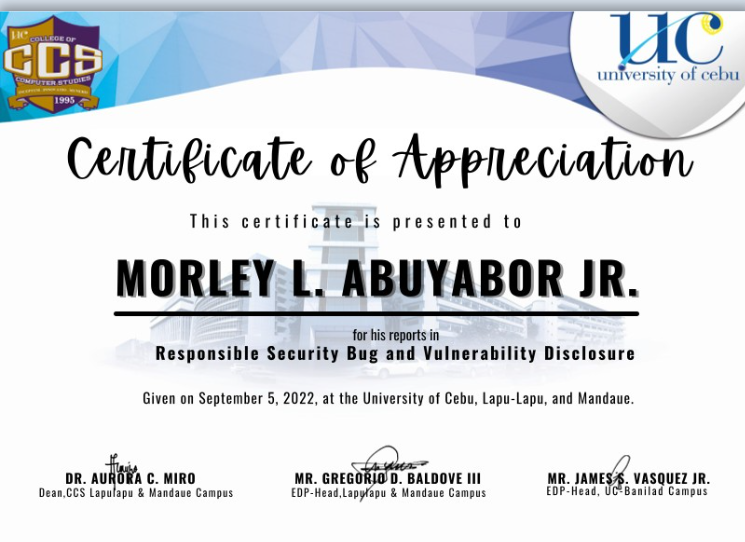 UC
COLLEGE OF
CCS
COMPUTER STUDIES
1995
UC
university of cebu
Certificate of Appreciation
This certificate is presented to
MORLEY L. ABUYABOR JR.
for his reports in
Responsible Security Bug and Vulnerability Disclosure
Given on September 5, 2022, at the University of Cebu, Lapu-Lapu, and Mandaue.
DR. AURORA C. MIRO
Dean,CCS Lapulapu & Mandaue Campus
MR. GREGORIO D. BALDOVE III
EDP-Head,Lapulapu & Mandaue Campus
MR. JAMES S. VASQUEZ JR.
EDP-Head, UC-Banilad Campus